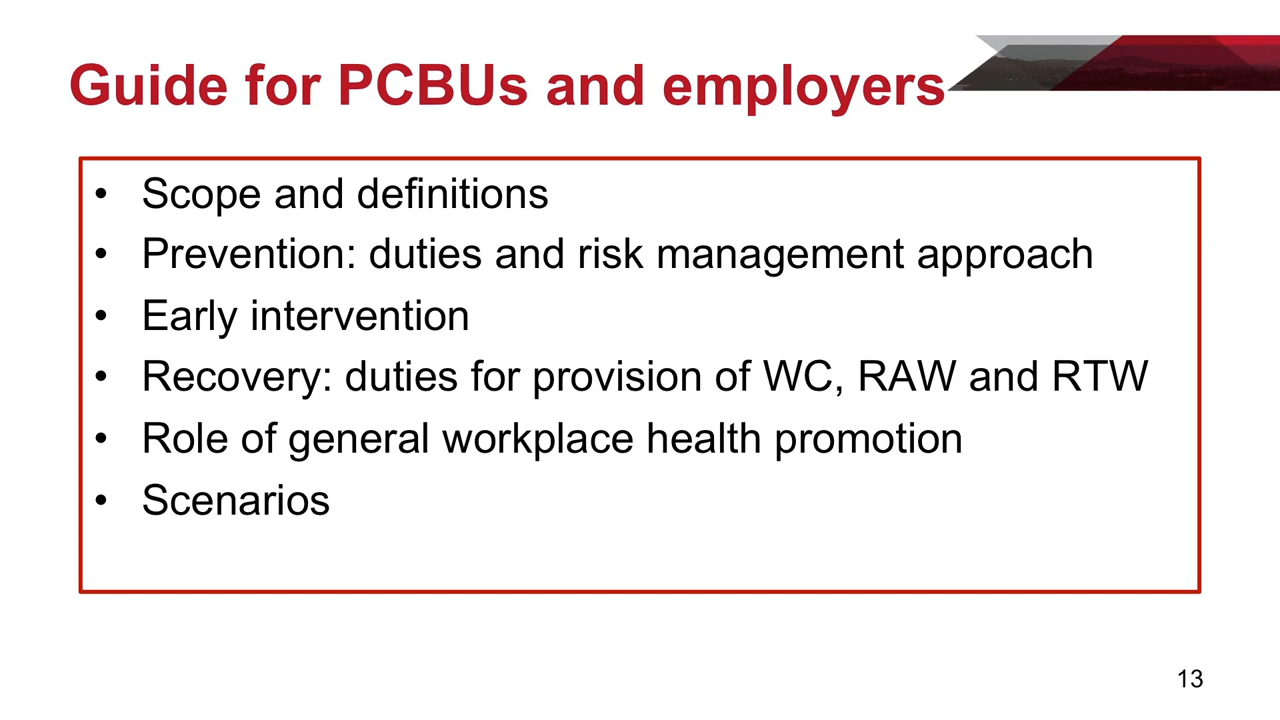 Guide for PCBUs and employers
• Scope and definitions
• Prevention: duties and risk management approach
• Early intervention
• Recovery: duties for provision of WC, RAW and RTW
• Role of general workplace health promotion
• Scenarios
13